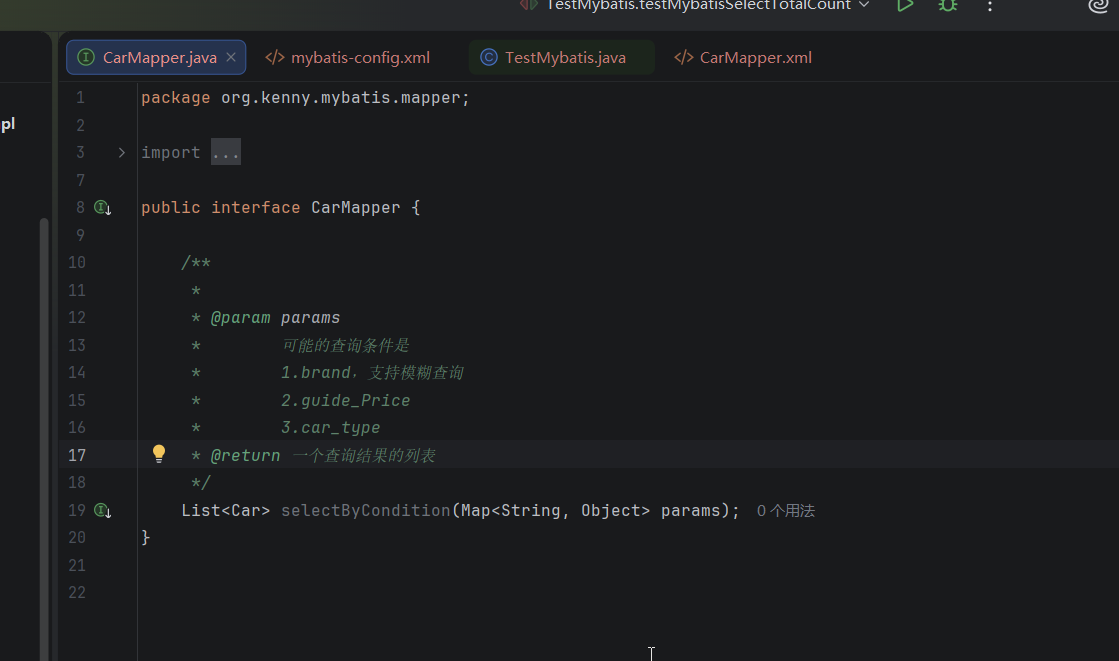 TestMybatis.testMybatisSelectTotalCount
CarMapper.java
mybatis-config.xml
TestMybatis.java
CarMapper.xml
pl
1 package org.kenny.mybatis.mapper;
2
3 import ...
7
8 public interface CarMapper {
9
10 /**
11 *
12 * @param params
13 * 可能的查询条件是
14 * 1.brand，支持模糊查询
15 * 2.guide_Price
16 * 3.car_type
17 * @return 一个查询结果的列表
18 */
19 List<Car> selectByCondition(Map<String, Object> params); 0 个用法
20 }
21
22